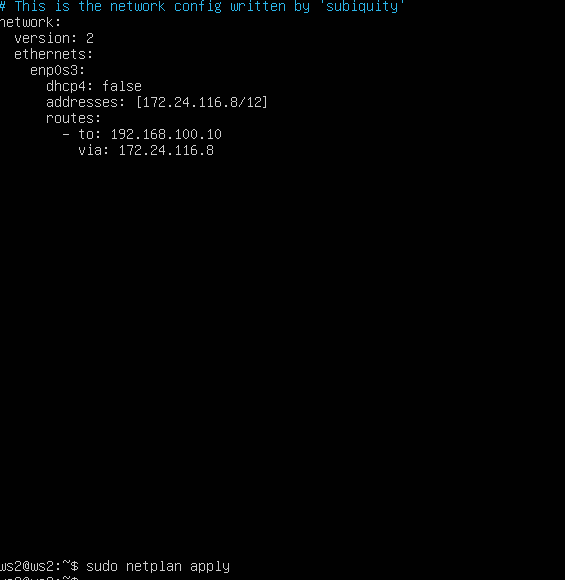 # This is the network config written by 'subiquity'
network:
  version: 2
  ethernets:
    enp0s3:
      dhcp4: false
      addresses: [172.24.116.8/12]
      routes:
        - to: 192.168.100.10
          via: 172.24.116.8
ws2@ws2:~$ sudo netplan apply
ws2@ws2:~$